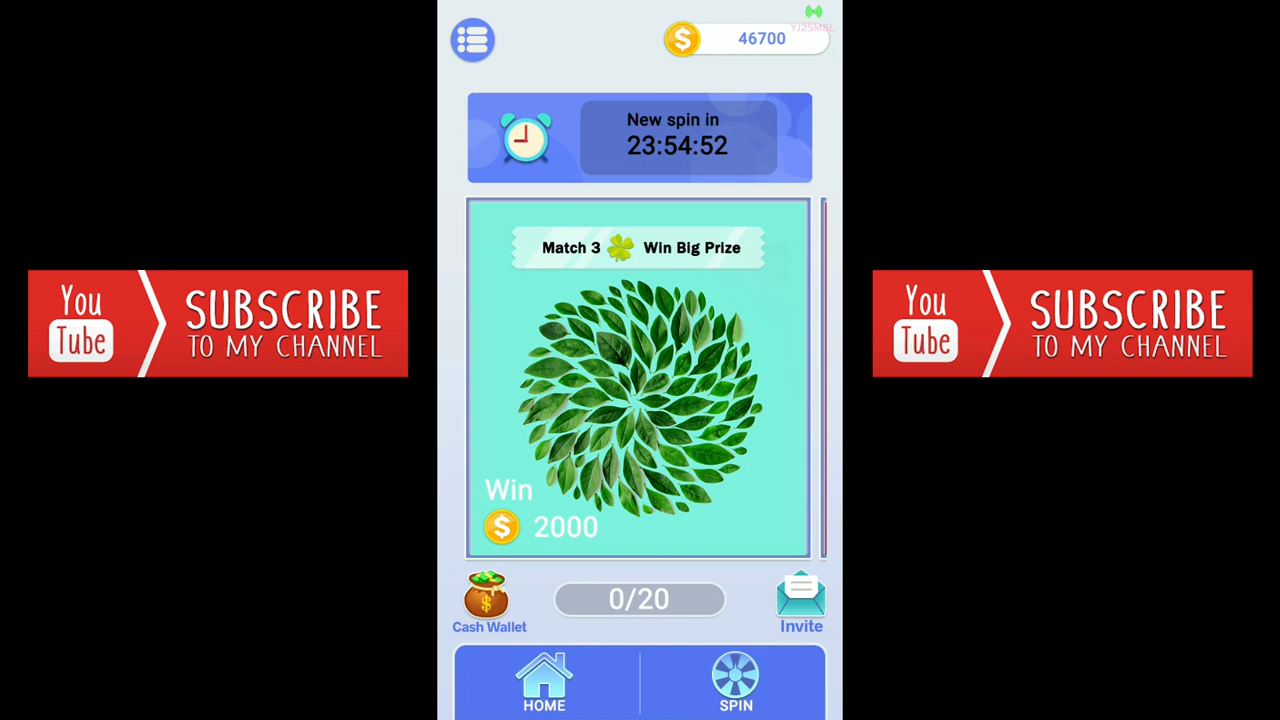 46700
YJ2SM8L
New spin in
23:54:52
Match 3 Win Big Prize
You
Tube
SUBSCRIBE
TO MY CHANNEL
You
Tube
SUBSCRIBE
TO MY CHANNEL
Win
2000
0/20
Cash Wallet
Invite
HOME
SPIN